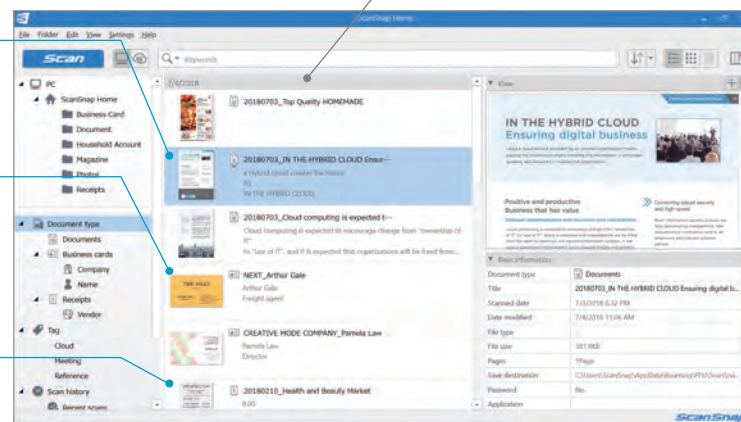 ScanSnap Home
File Folder Edit View Settings Help
Scan
Keywords
PC
ScanSnap Home
Business Card
Document
Household Account
Magazine
Photos
Receipts
Document type
Documents
Business cards
Company
Name
Receipts
Vendor
Tag
Cloud
Meeting
Reference
Scan history
Recent scans
7/4/2018
20180703_Top Quality HOMEMADE
20180703_IN THE HYBRID CLOUD Ensur···
a Hybrid cloud creates the future
IN THE HYBRID CLOUD
20180703_Cloud computing is expected t···
Cloud computing is expected to encourage change from "ownership of
IT"
to "use of IT", and it is expected that organizations will be freed from...
NEXT_Arthur Gale
Arthur Gale
Freight agent
CREATIVE MODE COMPANY_Pamela Law
Pamela Law
Director
20180210_Health and Beauty Market
8.00
View
IN THE HYBRID CLOUD
Ensuring digital business
Positive and productive
Business that has
value
Combining robust security
and high speed
Basic information
Document type Documents
Title 20180703_IN THE HYBRID CLOUD Ensuring digital b...
Scanned date 7/3/2018 6:32 PM
Date modified 7/4/2018 11:06 AM
File type
File size
Pages 1Page
Save destination
Password No
Application
ScanSnap